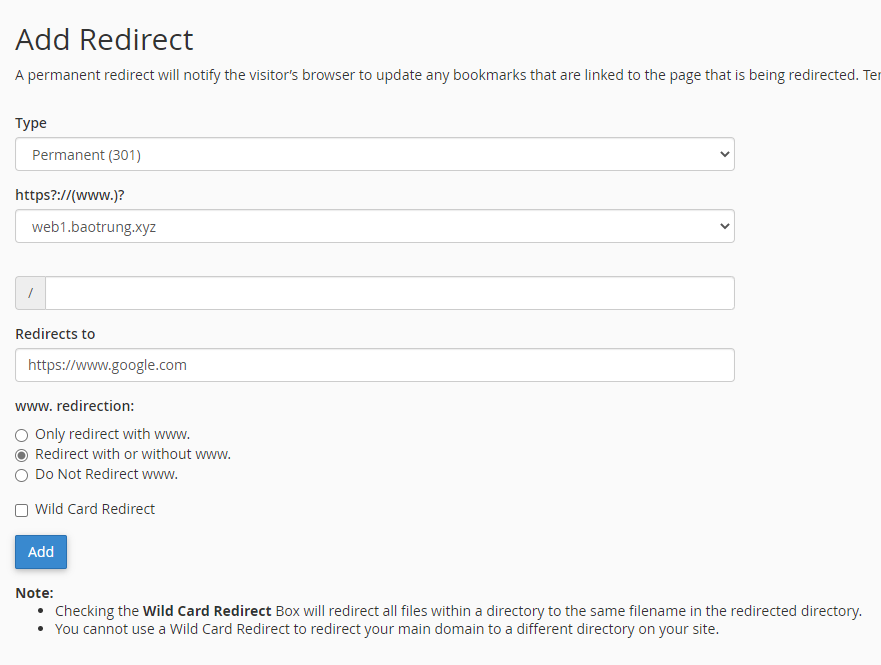 Add Redirect
A permanent redirect will notify the visitor's browser to update any bookmarks that are linked to the page that is being redirected.
Type
Permanent (301)
https?://(www.)?
web1.baotrung.xyz
/
Redirects to
https://www.google.com
www. redirection:
Only redirect with www.
Redirect with or without www.
Do Not Redirect www.
Wild Card Redirect
Add
Note:
Checking the Wild Card Redirect Box will redirect all files within a directory to the same filename in the redirected directory.
You cannot use a Wild Card Redirect to redirect your main domain to a different directory on your site.